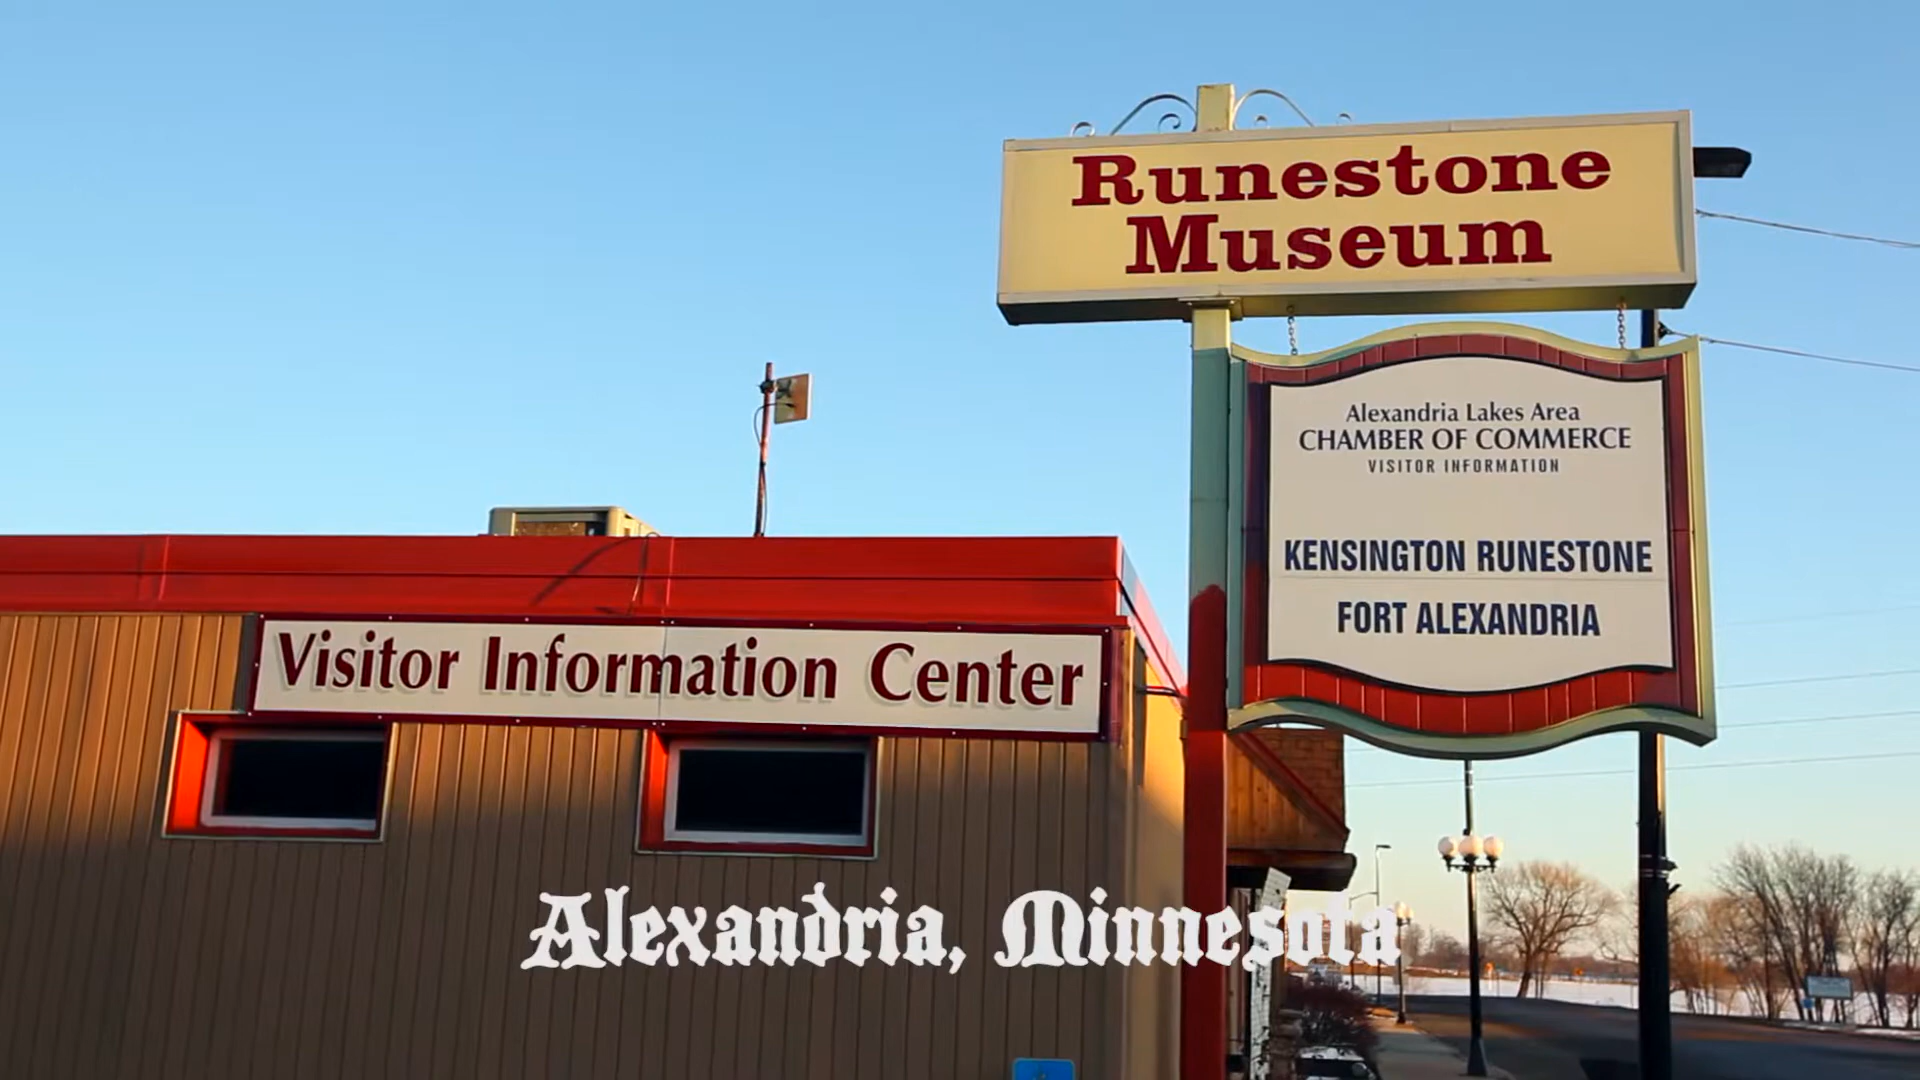 Runestone
Museum
Alexandria Lakes Area
CHAMBER OF COMMERCE
VISITOR INFORMATION
KENSINGTON RUNESTONE
FORT ALEXANDRIA
Visitor Information Center
Alexandria, Minnesota